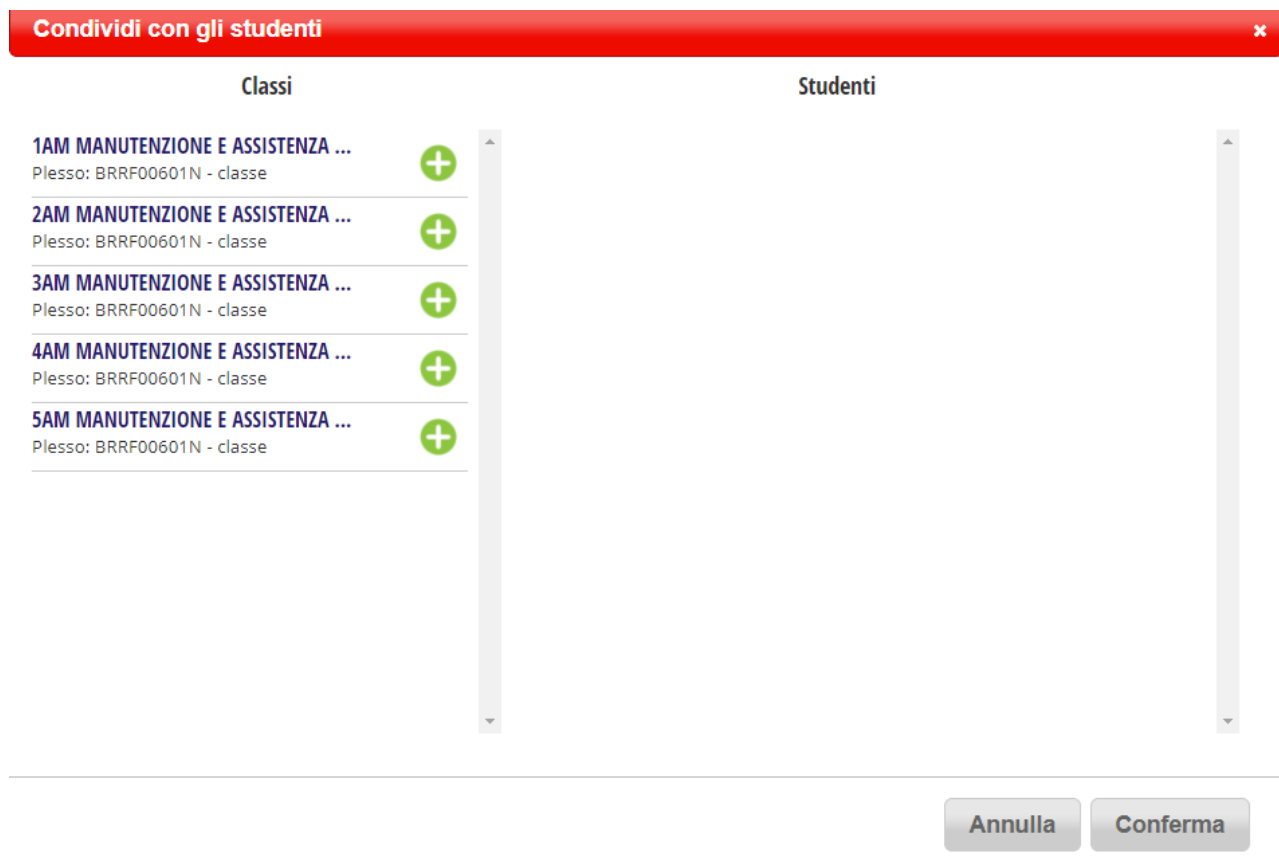 Condividi con gli studenti
Classi
Studenti
1AM MANUTENZIONE E ASSISTENZA ...
Plesso: BRRF00601N - classe
2AM MANUTENZIONE E ASSISTENZA ...
Plesso: BRRF00601N - classe
3AM MANUTENZIONE E ASSISTENZA ...
Plesso: BRRF00601N - classe
4AM MANUTENZIONE E ASSISTENZA ...
Plesso: BRRF00601N - classe
5AM MANUTENZIONE E ASSISTENZA ...
Plesso: BRRF00601N - classe
Annulla
Conferma